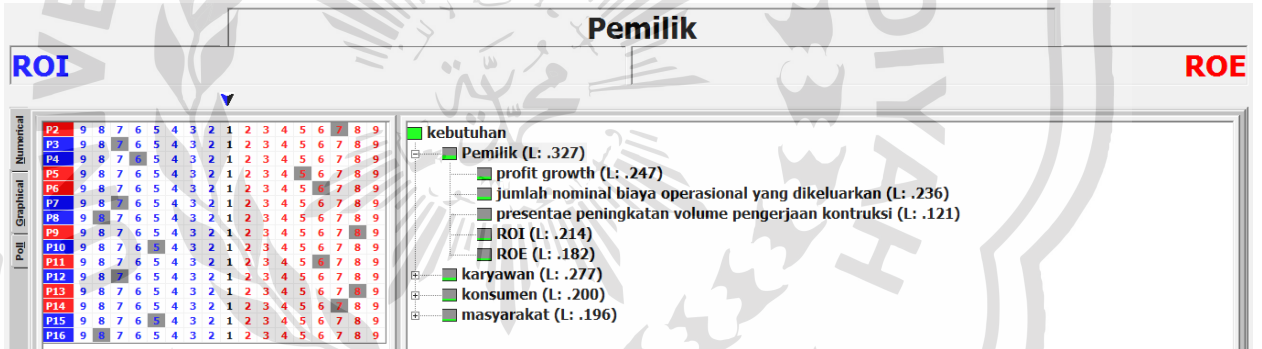 Pemilik
ROI
ROE
Numerical
Graphical
Poll
P2 9 8 7 6 5 4 3 2 1 2 3 4 5 6 7 8 9
P3 9 8 7 6 5 4 3 2 1 2 3 4 5 6 7 8 9
P4 9 8 7 6 5 4 3 2 1 2 3 4 5 6 7 8 9
P5 9 8 7 6 5 4 3 2 1 2 3 4 5 6 7 8 9
P6 9 8 7 6 5 4 3 2 1 2 3 4 5 6 7 8 9
P7 9 8 7 6 5 4 3 2 1 2 3 4 5 6 7 8 9
P8 9 8 7 6 5 4 3 2 1 2 3 4 5 6 7 8 9
P9 9 8 7 6 5 4 3 2 1 2 3 4 5 6 7 8 9
P10 9 8 7 6 5 4 3 2 1 2 3 4 5 6 7 8 9
P11 9 8 7 6 5 4 3 2 1 2 3 4 5 6 7 8 9
P12 9 8 7 6 5 4 3 2 1 2 3 4 5 6 7 8 9
P13 9 8 7 6 5 4 3 2 1 2 3 4 5 6 7 8 9
P14 9 8 7 6 5 4 3 2 1 2 3 4 5 6 7 8 9
P15 9 8 7 6 5 4 3 2 1 2 3 4 5 6 7 8 9
P16 9 8 7 6 5 4 3 2 1 2 3 4 5 6 7 8 9
kebutuhan
Pemilik (L: .327)
profit growth (L: .247)
jumlah nominal biaya operasional yang dikeluarkan (L: .236)
presentae peningkatan volume pengerjaan kontruksi (L: .121)
ROI (L: .214)
ROE (L: .182)
karyawan (L: .277)
konsumen (L: .200)
masyarakat (L: .196)